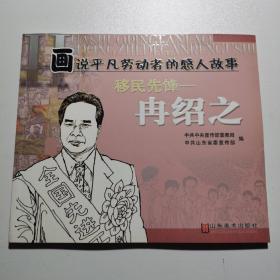 画说平凡劳动者的感人故事
移民先锋——
冉绍之
中共中央宣传部宣教局
中共山东省委宣传部 编
全国先进
山东美术出版社